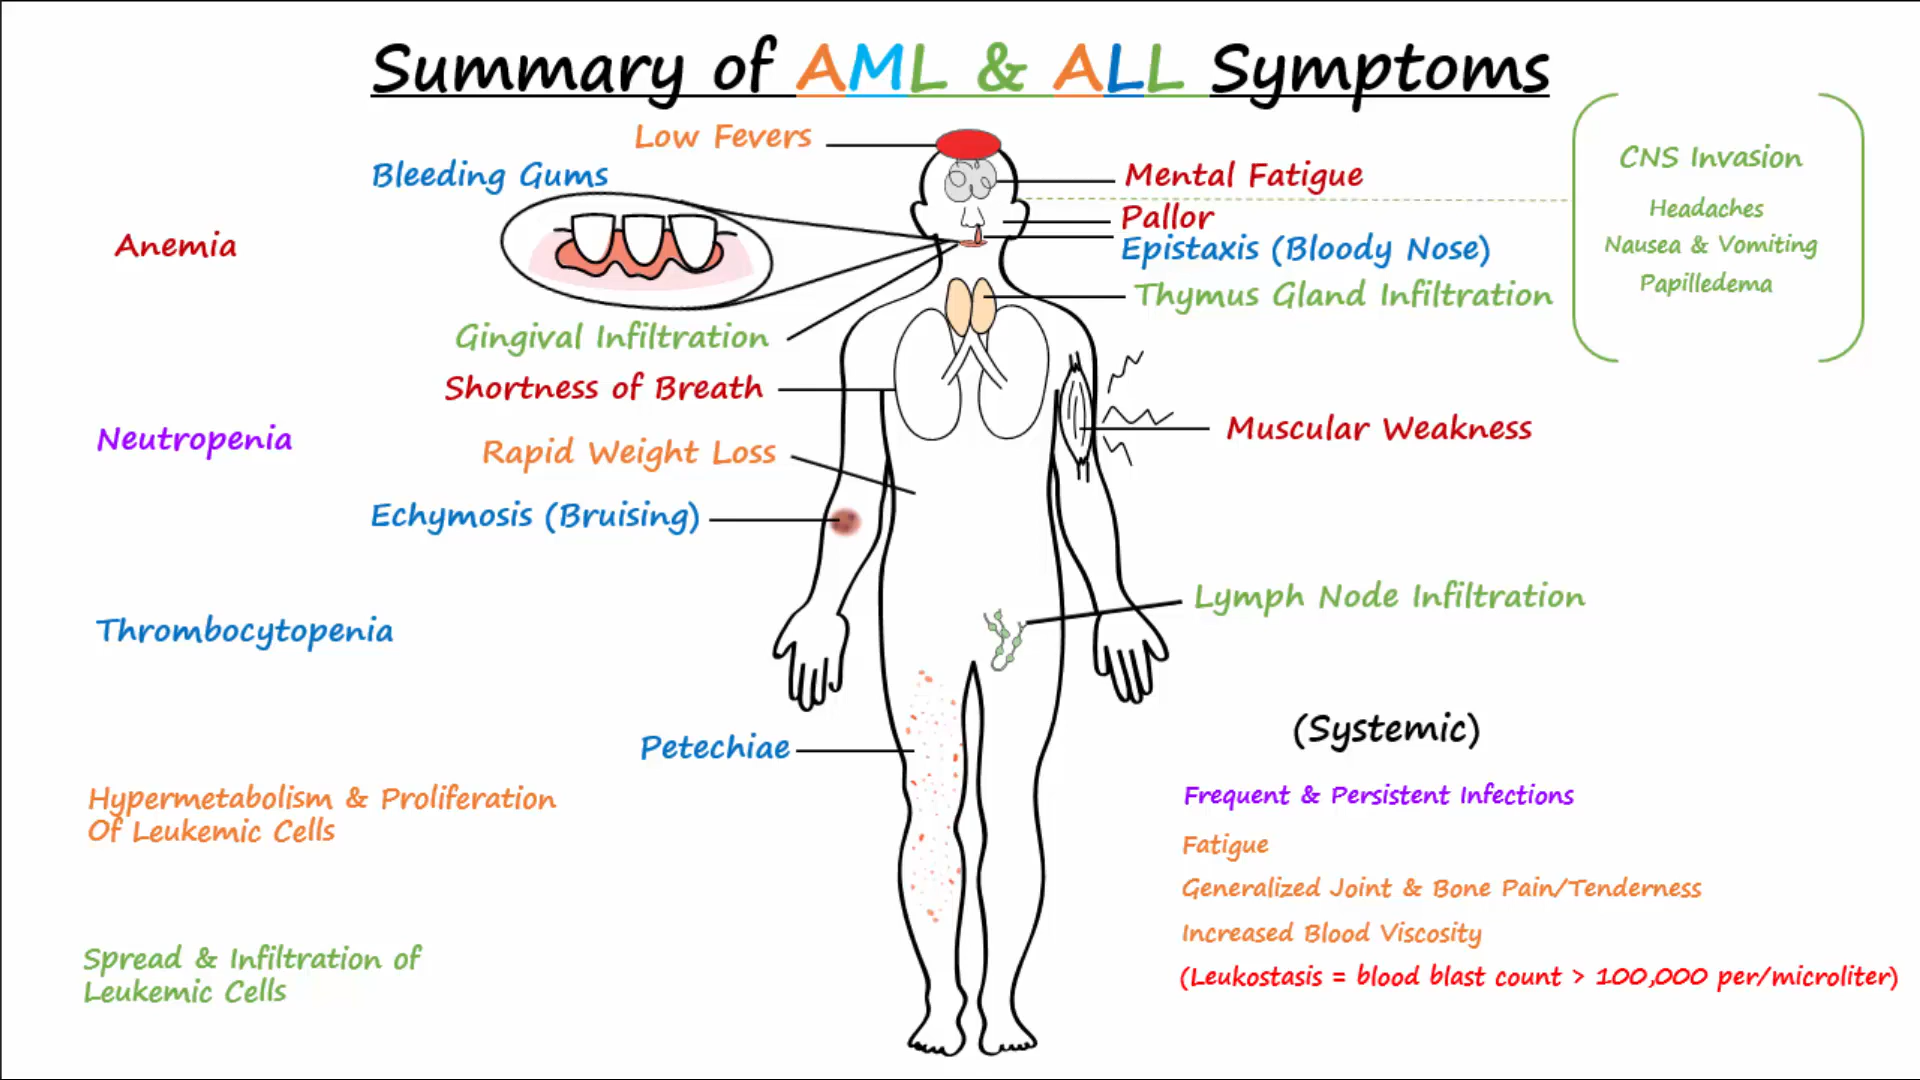 Summary of AML & ALL Symptoms
Low Fevers
Bleeding Gums
Anemia
Gingival Infiltration
Shortness of Breath
Neutropenia
Rapid Weight Loss
Echymosis (Bruising)
Thrombocytopenia
Petechiae
Hypermetabolism & Proliferation
Of Leukemic Cells
Spread & Infiltration of
Leukemic Cells
Mental Fatigue
Pallor
Epistaxis (Bloody Nose)
Thymus Gland Infiltration
CNS Invasion
Headaches
Nausea & Vomiting
Papilledema
Muscular Weakness
Lymph Node Infiltration
(Systemic)
Frequent & Persistent Infections
Fatigue
Generalized Joint & Bone Pain/Tenderness
Increased Blood Viscosity
(Leukostasis = blood blast count > 100,000 per/microliter)